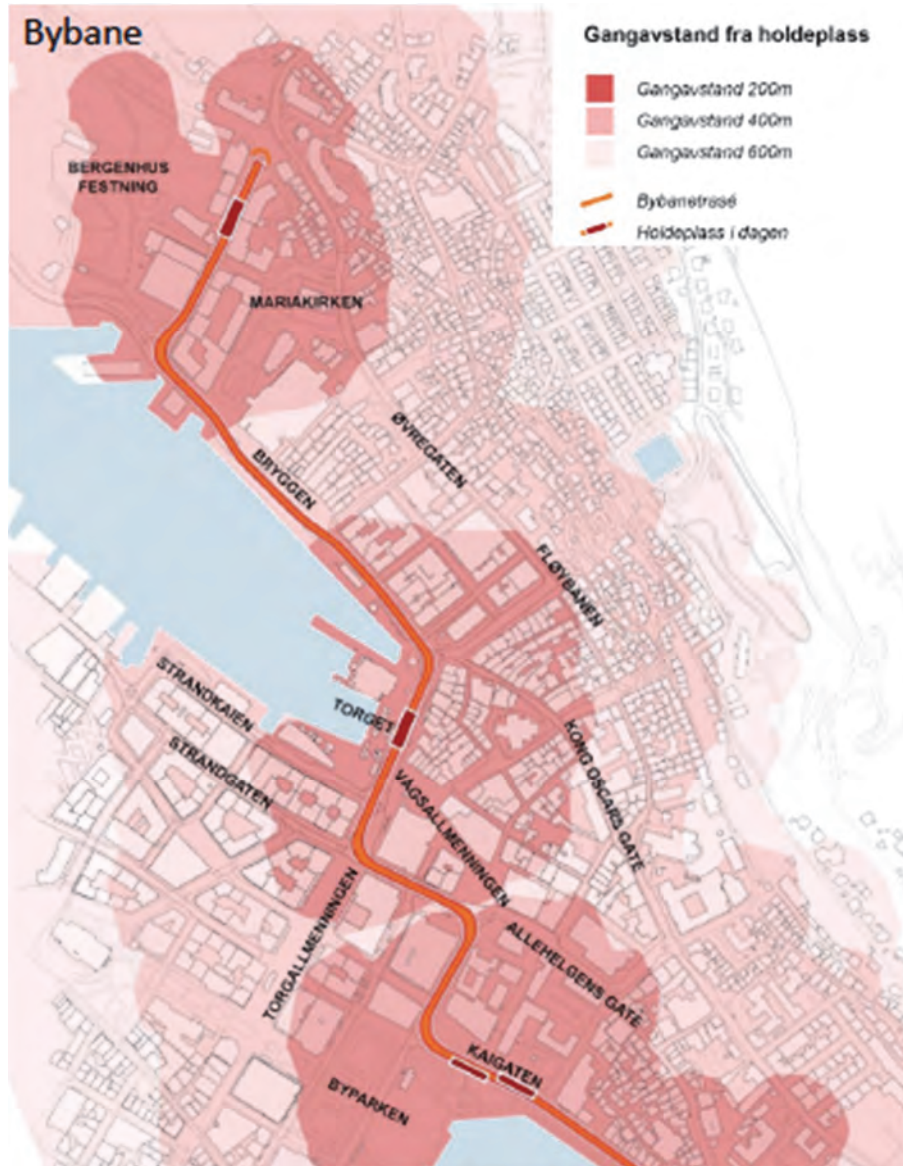 Bybane
Gangavstand fra holdeplass
Gangavstand 200m
Gangavstand 400m
Gangavstand 600m
Bybanetrasé
Holdeplass i dagen
BERGENHUS
FESTNING
MARIAKIRKEN
ØVREGATEN
BRYGGEN
FLØYBANEN
STRANDKAIEN
TORGET
STRANDGATEN
KONG OSCARS GATE
VÅGSALLMENNINGEN
TORGALLMENNINGEN
ALLEHELGENS GATE
KAIGATEN
BYPARKEN